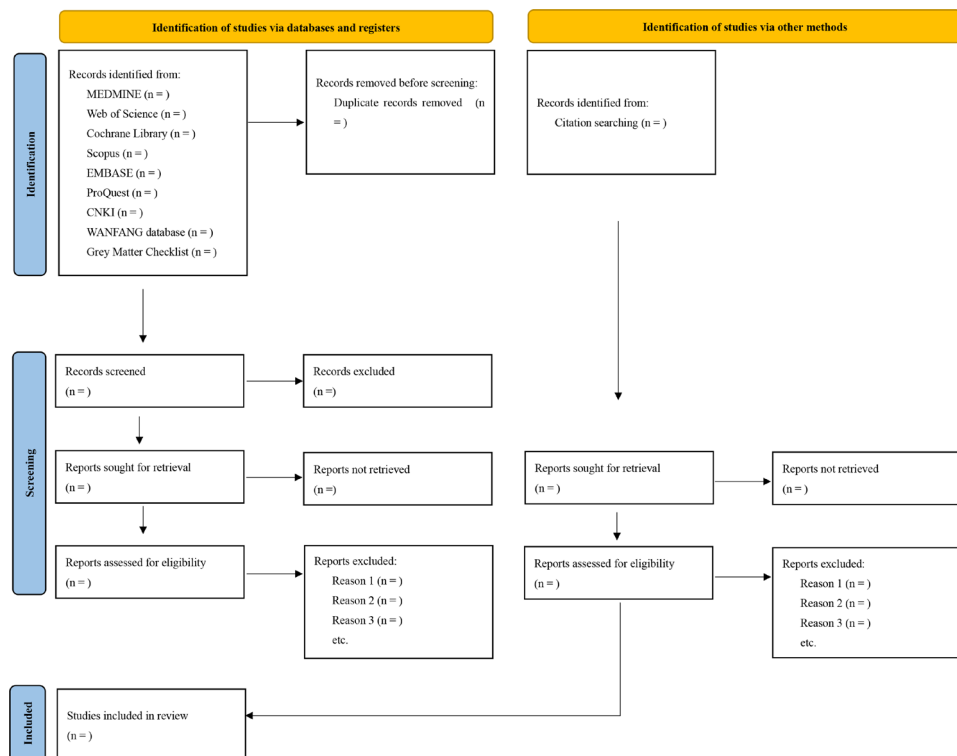 Identification of studies via databases and registers
Identification of studies via other methods
Identification
Records identified from:
MEDMINE (n = )
Web of Science (n = )
Cochrane Library (n = )
Scopus (n = )
EMBASE (n = )
ProQuest (n = )
CNKI (n = )
WANFANG database (n = )
Grey Matter Checklist (n = )
Records removed before screening:
Duplicate records removed (n
= )
Records identified from:
Citation searching (n = )
Screening
Records screened
(n = )
Records excluded
(n =)
Reports sought for retrieval
(n = )
Reports not retrieved
(n =)
Reports sought for retrieval
(n = )
Reports not retrieved
(n = )
Reports assessed for eligibility
(n = )
Reports excluded:
Reason 1 (n = )
Reason 2 (n = )
Reason 3 (n = )
etc.
Reports assessed for eligibility
(n = )
Reports excluded:
Reason 1 (n = )
Reason 2 (n = )
Reason 3 (n = )
etc.
Included
Studies included in review
(n = )